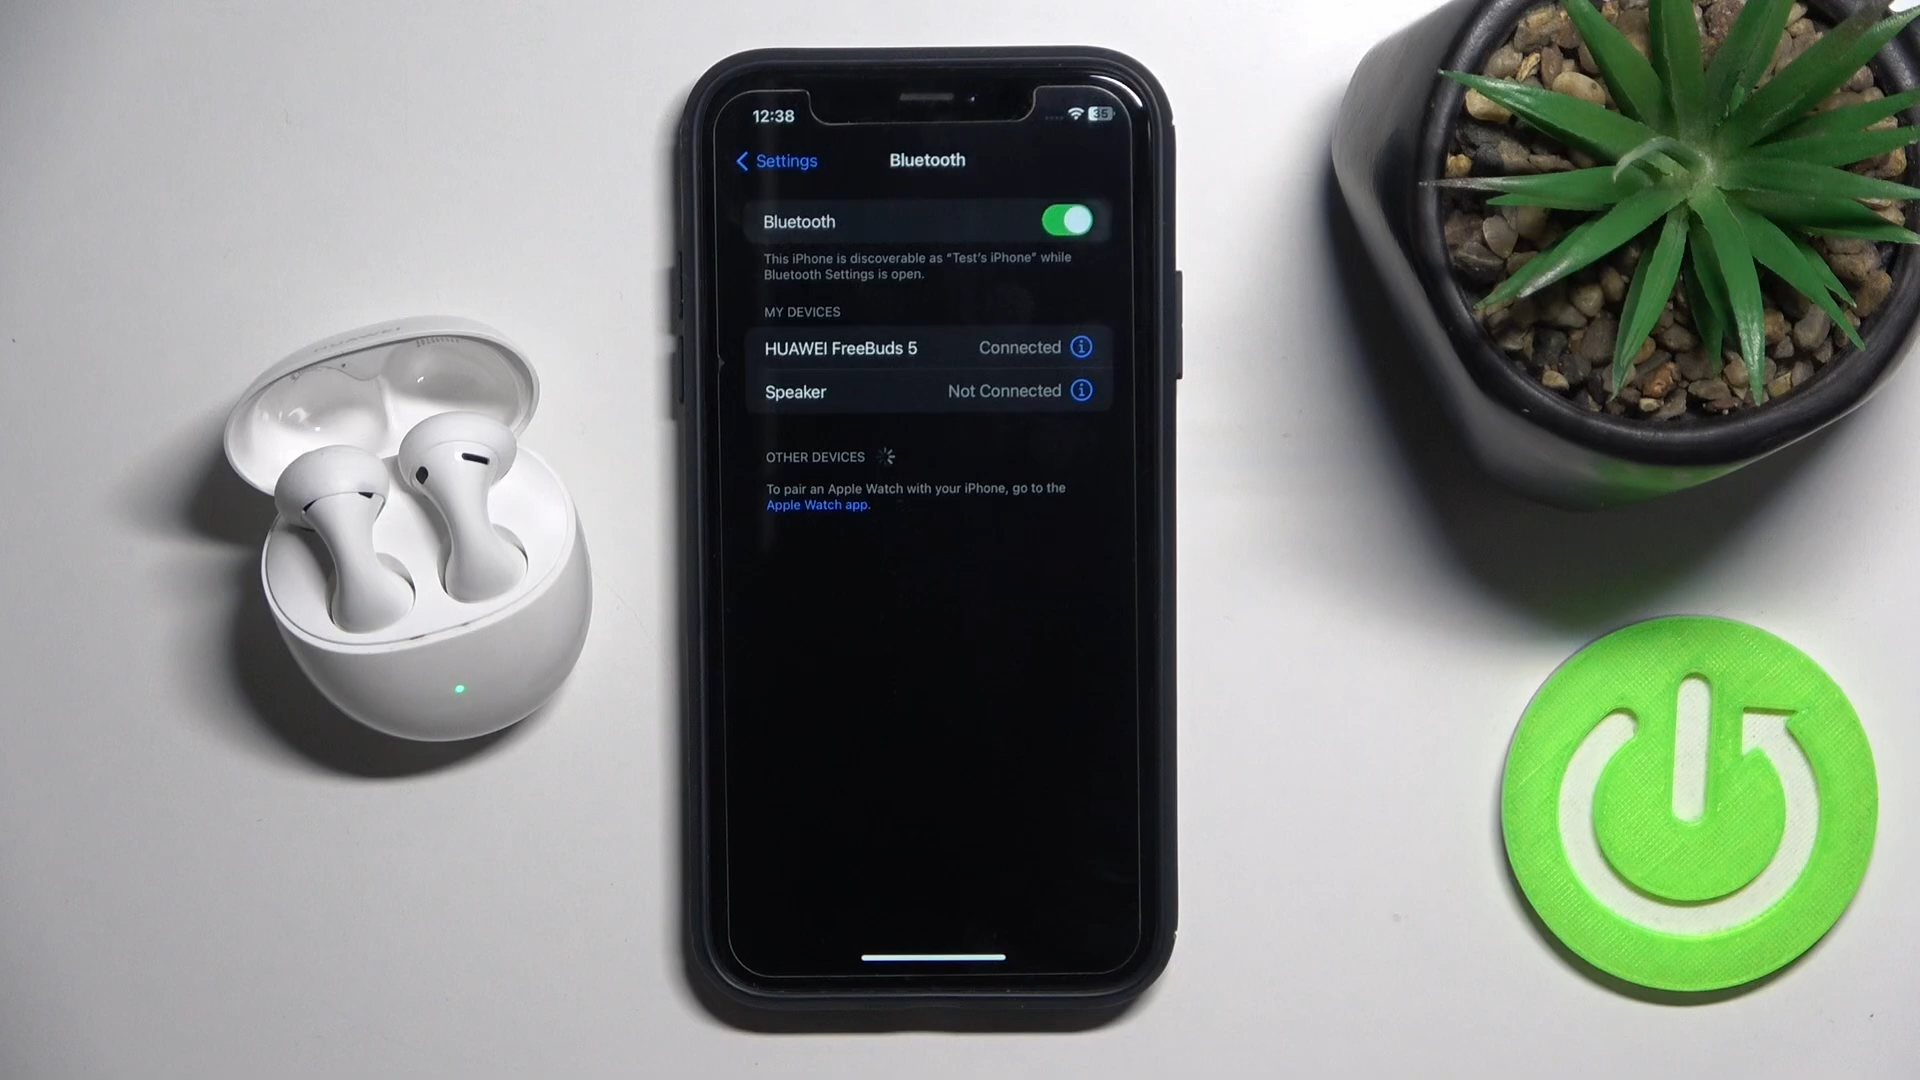 HUAWEI
12:38
35
Settings
Bluetooth
Bluetooth
This iPhone is discoverable as “Test’s iPhone” while
Bluetooth Settings is open.
MY DEVICES
HUAWEI FreeBuds 5 Connected
Speaker Not Connected
OTHER DEVICES
To pair an Apple Watch with your iPhone, go to the
Apple Watch app.